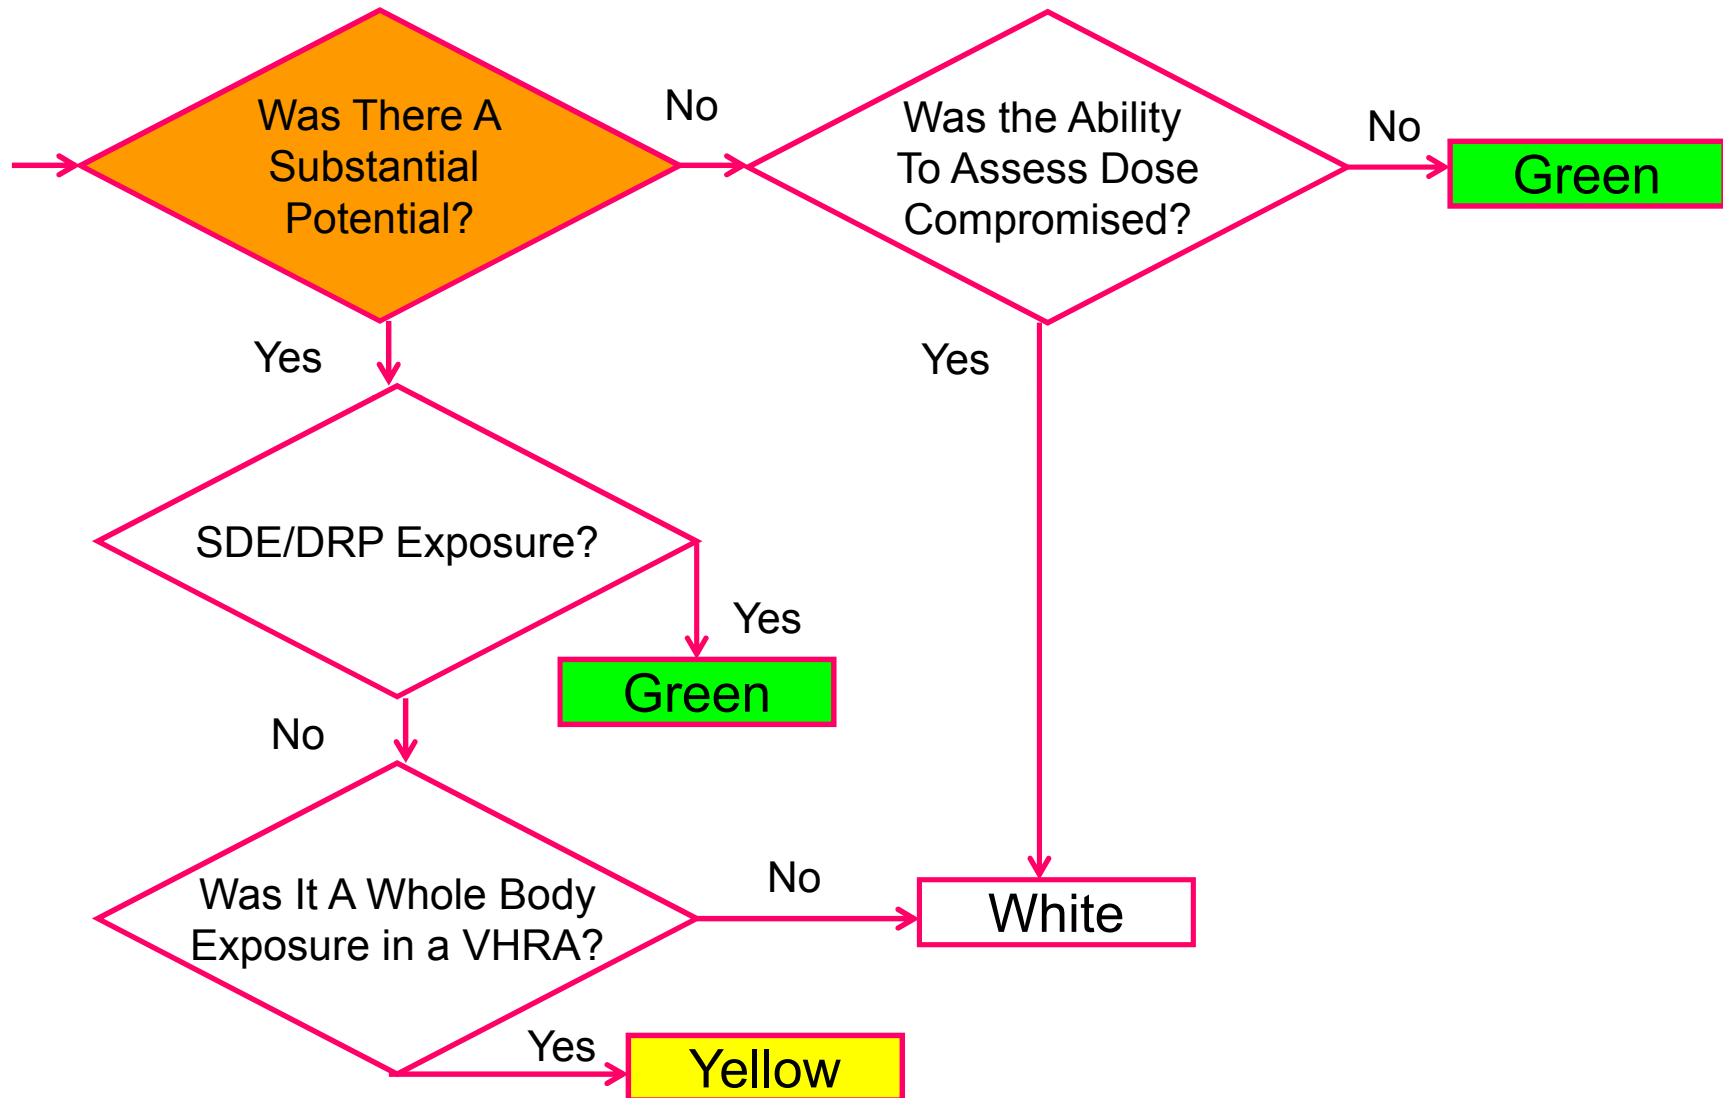 Was There A
Substantial
Potential?
No
Was the Ability
To Assess Dose
Compromised?
No
Green
Yes
Yes
SDE/DRP Exposure?
Yes
Green
No
Was It A Whole Body
Exposure in a VHRA?
No
White
Yes
Yellow